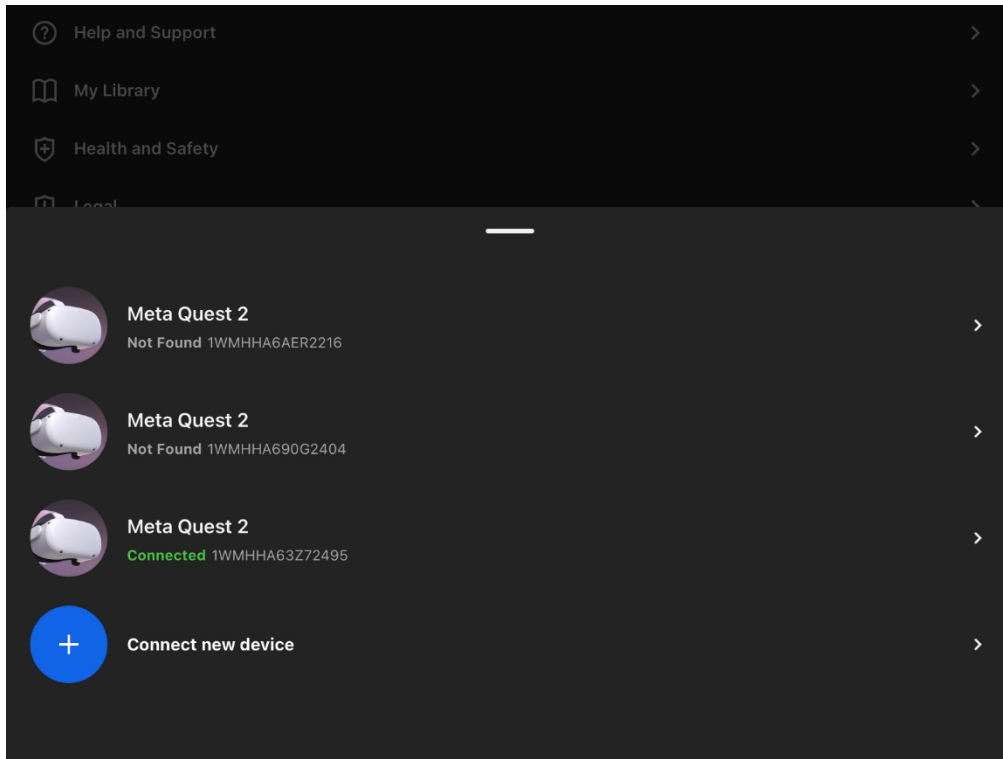 Help and Support
My Library
Health and Safety
Legal
Meta Quest 2
Not Found 1WMHHA6AER2216
Meta Quest 2
Not Found 1WMHHA690G2404
Meta Quest 2
Connected 1WMHHA63Z72495
Connect new device